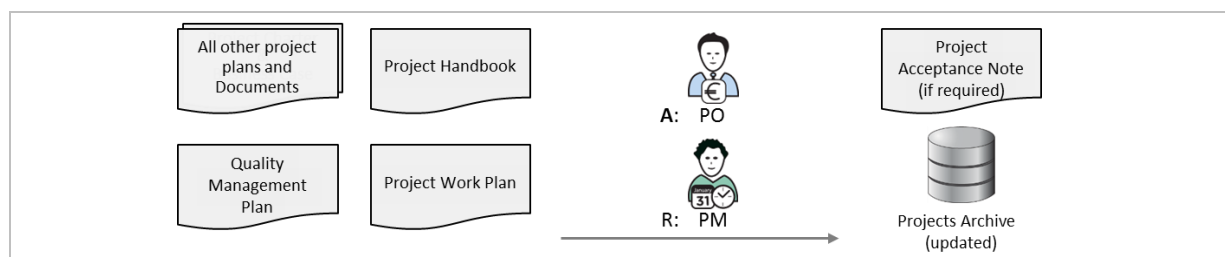 All other project
plans and
Documents
Project Handbook
Quality
Management
Plan
Project Work Plan
€
A: PO
January
31
R: PM
Project
Acceptance Note
(if required)
Projects Archive
(updated)